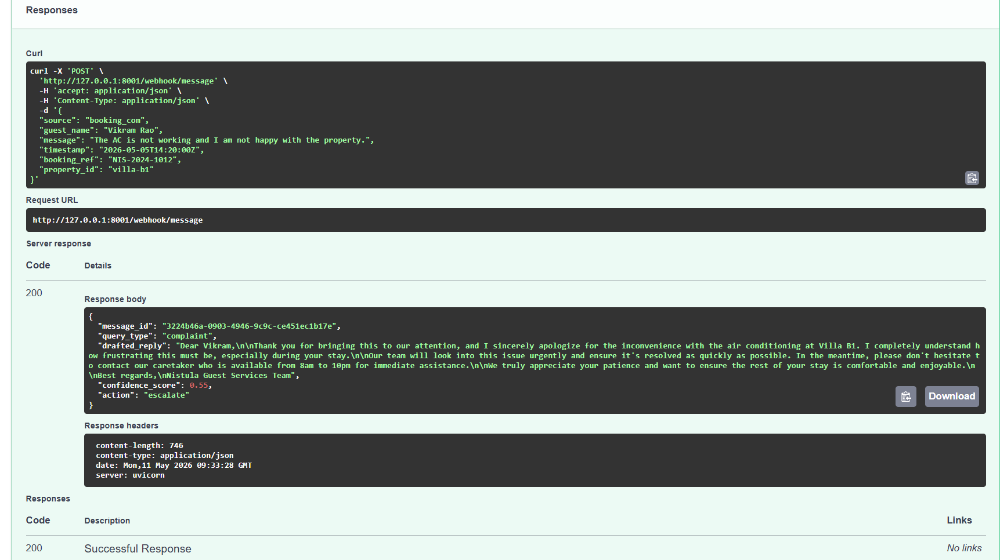 Responses
Curl
curl -X 'POST' \
  'http://127.0.0.1:8001/webhook/message' \
  -H 'accept: application/json' \
  -H 'Content-Type: application/json' \
  -d '{
  "source": "booking_com",
  "guest_name": "Vikram Rao",
  "message": "The AC is not working and I am not happy with the property.",
  "timestamp": "2026-05-05T14:20:00Z",
  "booking_ref": "NIS-2024-1012",
  "property_id": "villa-b1"
}'
Request URL
http://127.0.0.1:8001/webhook/message
Server response
Code Details
200
Response body
{
  "message_id": "3224b46a-0903-4946-9c9c-ce451ec1b17e",
  "query_type": "complaint",
  "drafted_reply": "Dear Vikram,\n\nThank you for bringing this to our attention, and I sincerely apologize for the inconvenience with the air conditioning at Villa B1. I completely understand h
ow frustrating this must be, especially during your stay.\n\nOur team will look into this issue urgently and ensure it's resolved as quickly as possible. In the meantime, please don't hesitate t
o contact our caretaker who is available from 8am to 10pm for immediate assistance.\n\nWe truly appreciate your patience and want to ensure the rest of your stay is comfortable and enjoyable.\n
\nBest regards,\nNistula Guest Services Team",
  "confidence_score": 0.55,
  "action": "escalate"
}
Download
Response headers
content-length: 746
content-type: application/json
date: Mon,11 May 2026 09:33:28 GMT
server: uvicorn
Responses
Code Description Links
200 Successful Response No links